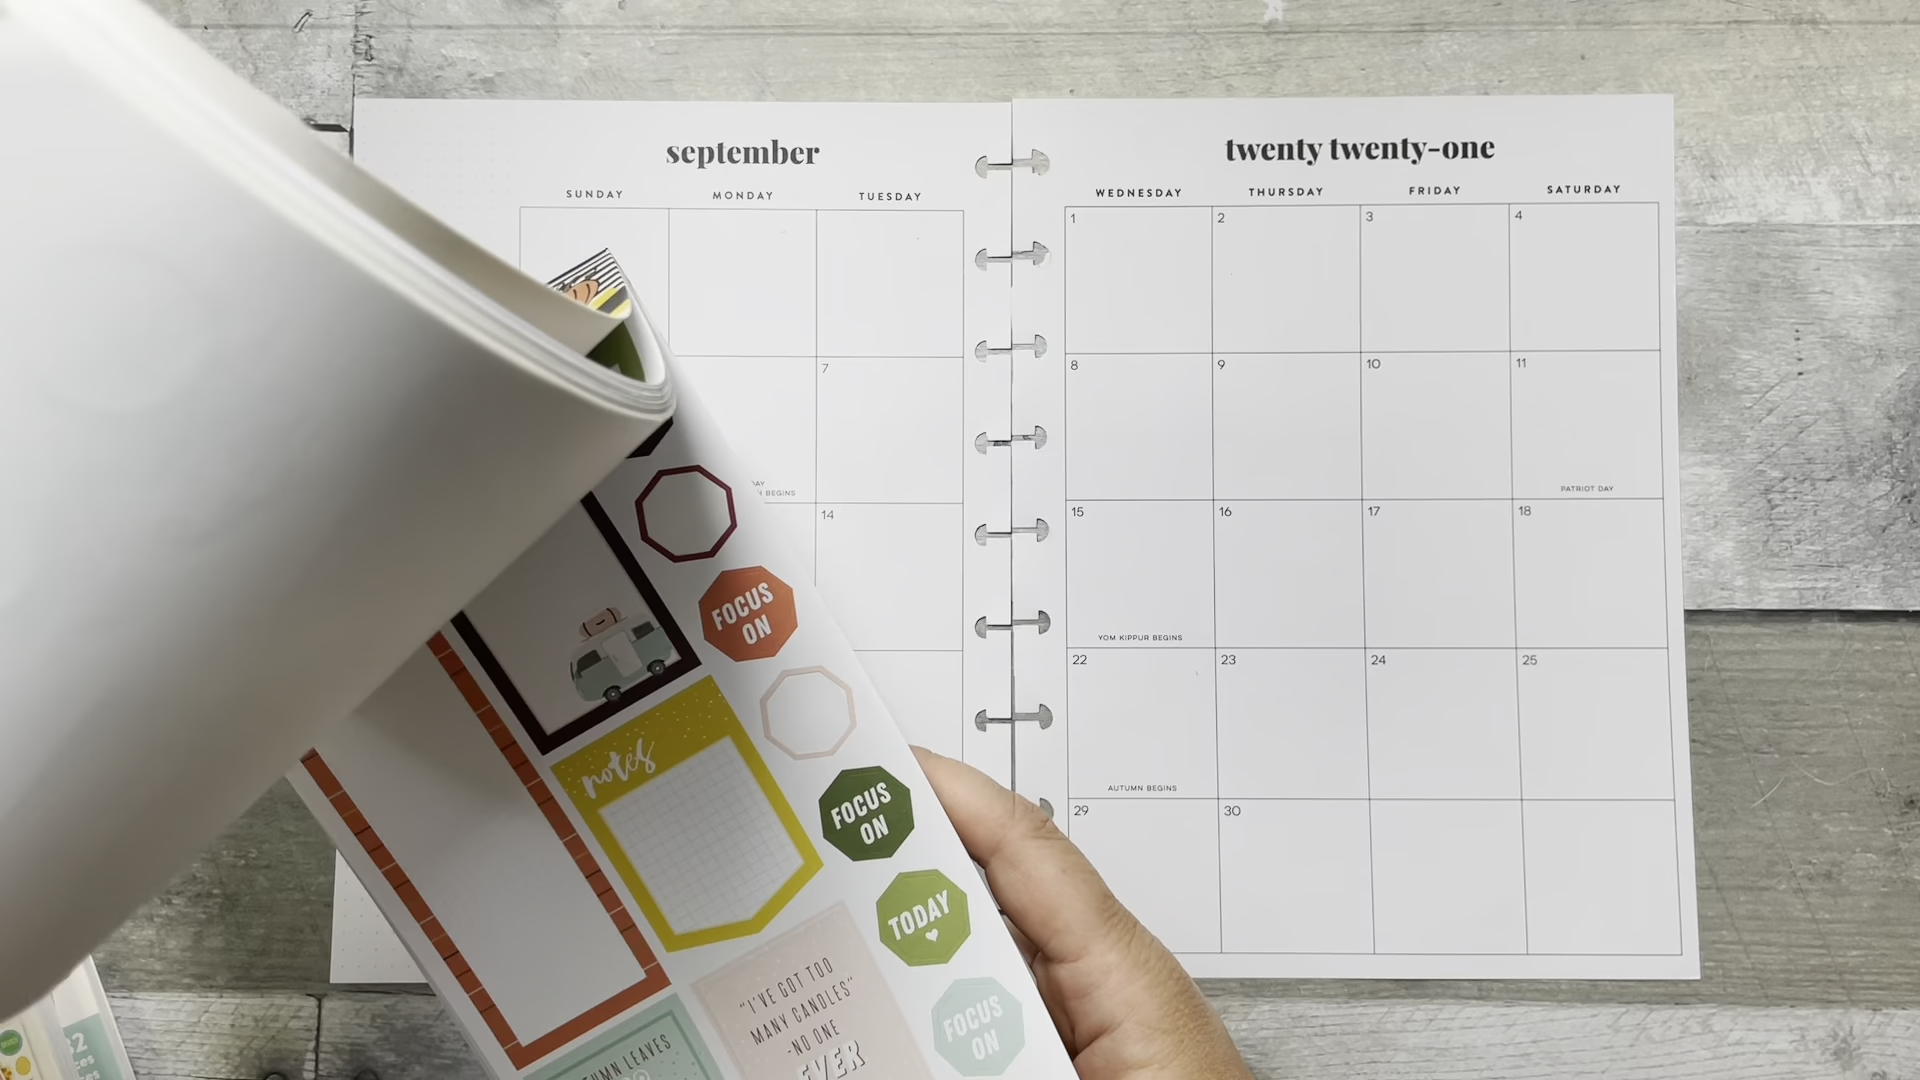 september
twenty twenty-one
SUNDAY
MONDAY
TUESDAY
WEDNESDAY
THURSDAY
FRIDAY
SATURDAY
1
2
3
4
7
8
9
10
11
BEGINS
PATRIOT DAY
14
15
16
17
18
YOM KIPPUR BEGINS
22
23
24
25
AUTUMN BEGINS
29
30
FOCUS
ON
notes
FOCUS
ON
TODAY
"I'VE GOT TOO
MANY CANDLES"
-NO ONE
EVER
FOCUS
ON
LEAVES